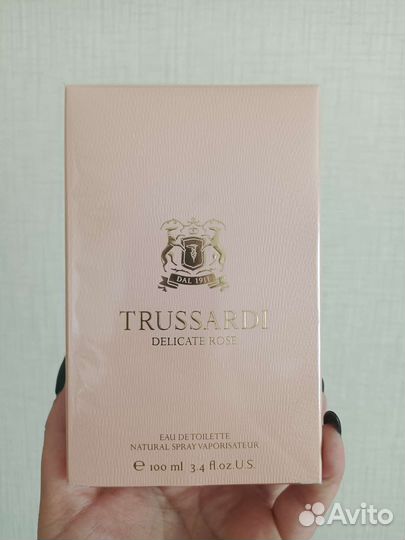 DAL 1911
TRUSSARDI
DELICATE ROSE
EAU DE TOILETTE
NATURAL SPRAY VAPORISATEUR
e 100 ml 3.4 fl.oz.U.S.
Avito